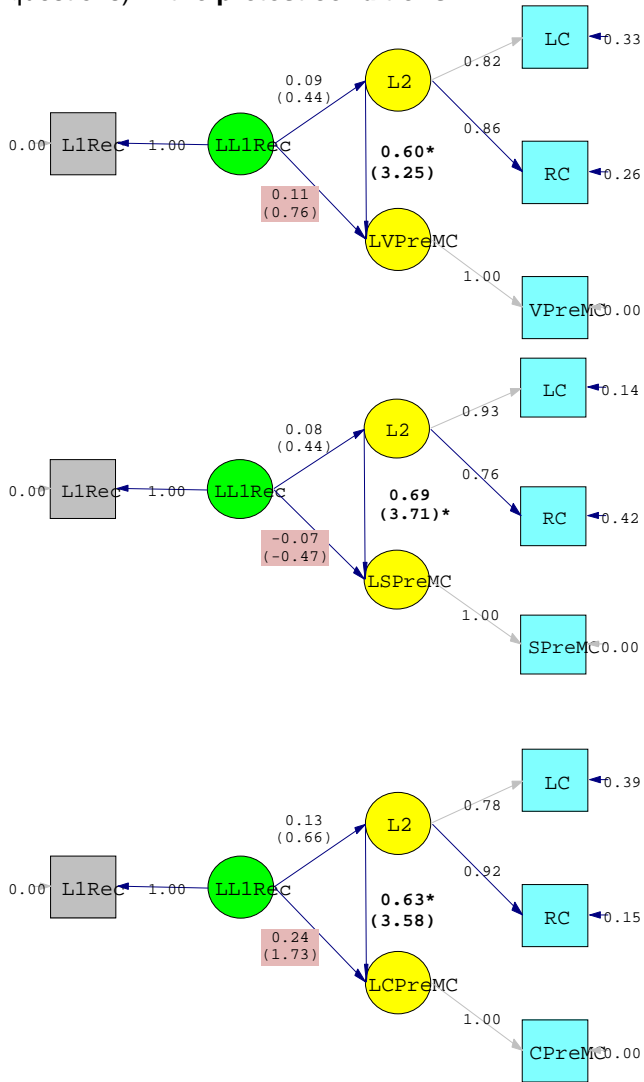 questions) in the pretest conditions
LC
0.33
0.82
L2
0.09
(0.44)
0.00
L1Rec
1.00
LL1Rec
0.60*
(3.25)
0.86
RC
0.26
0.11
(0.76)
LVPreMC
1.00
VPreMC
0.00
LC
0.14
0.93
L2
0.08
(0.44)
0.00
L1Rec
1.00
LL1Rec
0.69
(3.71)*
0.76
RC
0.42
-0.07
(-0.47)
LSPreMC
1.00
SPreMC
0.00
LC
0.39
0.78
L2
0.13
(0.66)
0.00
L1Rec
1.00
LL1Rec
0.63*
(3.58)
0.92
RC
0.15
0.24
(1.73)
LCPreMC
1.00
CPreMC
0.00